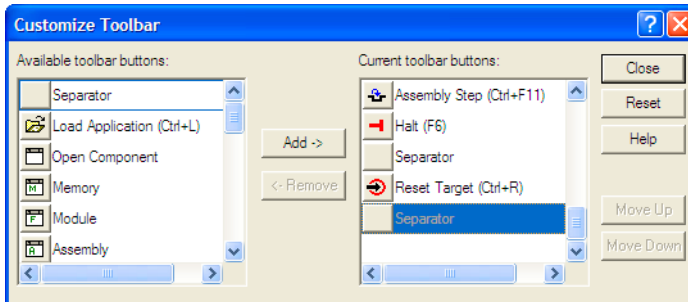 Customize Toolbar
Available toolbar buttons:
Separator
Load Application (Ctrl+L)
Open Component
M Memory
F Module
A Assembly
Add ->
<- Remove
Current toolbar buttons:
Assembly Step (Ctrl+F11)
Halt (F6)
Separator
Reset Target (Ctrl+R)
Separator
Close
Reset
Help
Move Up
Move Down